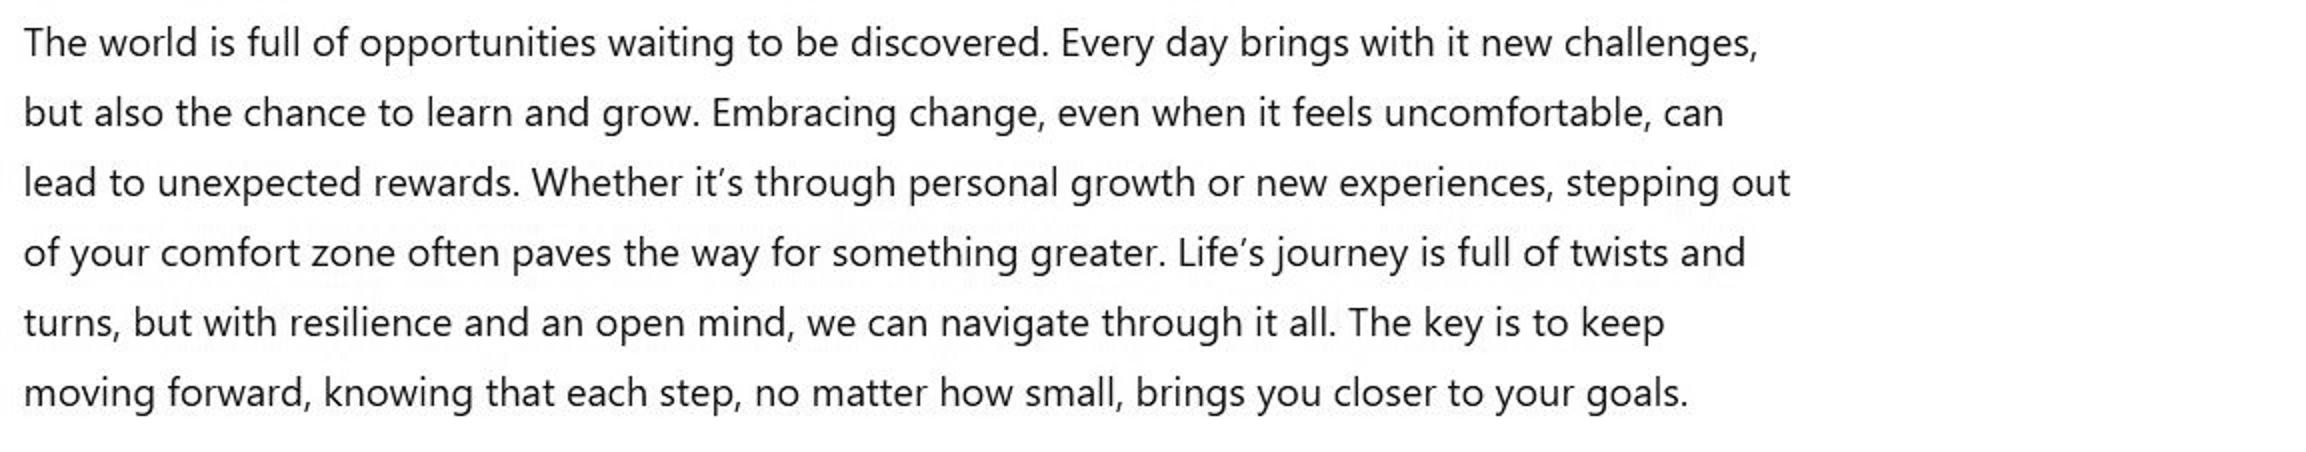 The world is full of opportunities waiting to be discovered. Every day brings with it new challenges,
but also the chance to learn and grow. Embracing change, even when it feels uncomfortable, can
lead to unexpected rewards. Whether it’s through personal growth or new experiences, stepping out
of your comfort zone often paves the way for something greater. Life’s journey is full of twists and
turns, but with resilience and an open mind, we can navigate through it all. The key is to keep
moving forward, knowing that each step, no matter how small, brings you closer to your goals.